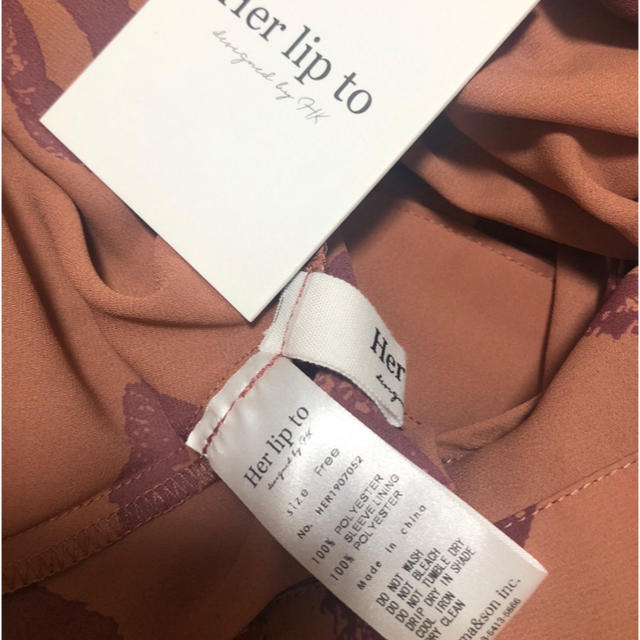 Her lip to
designed by HK
Her
Her lip to
designed by HK
size Free
No. HER1907052
100% POLYESTER
SLEEVE LINING
100% POLYESTER
Made in China
DO NOT WASH
DO NOT BLEACH
DO NOT TUMBLE DRY
DRIP DRY IN SHADE
COOL IRON
DRY CLEAN
ma&son inc.
5413-5666